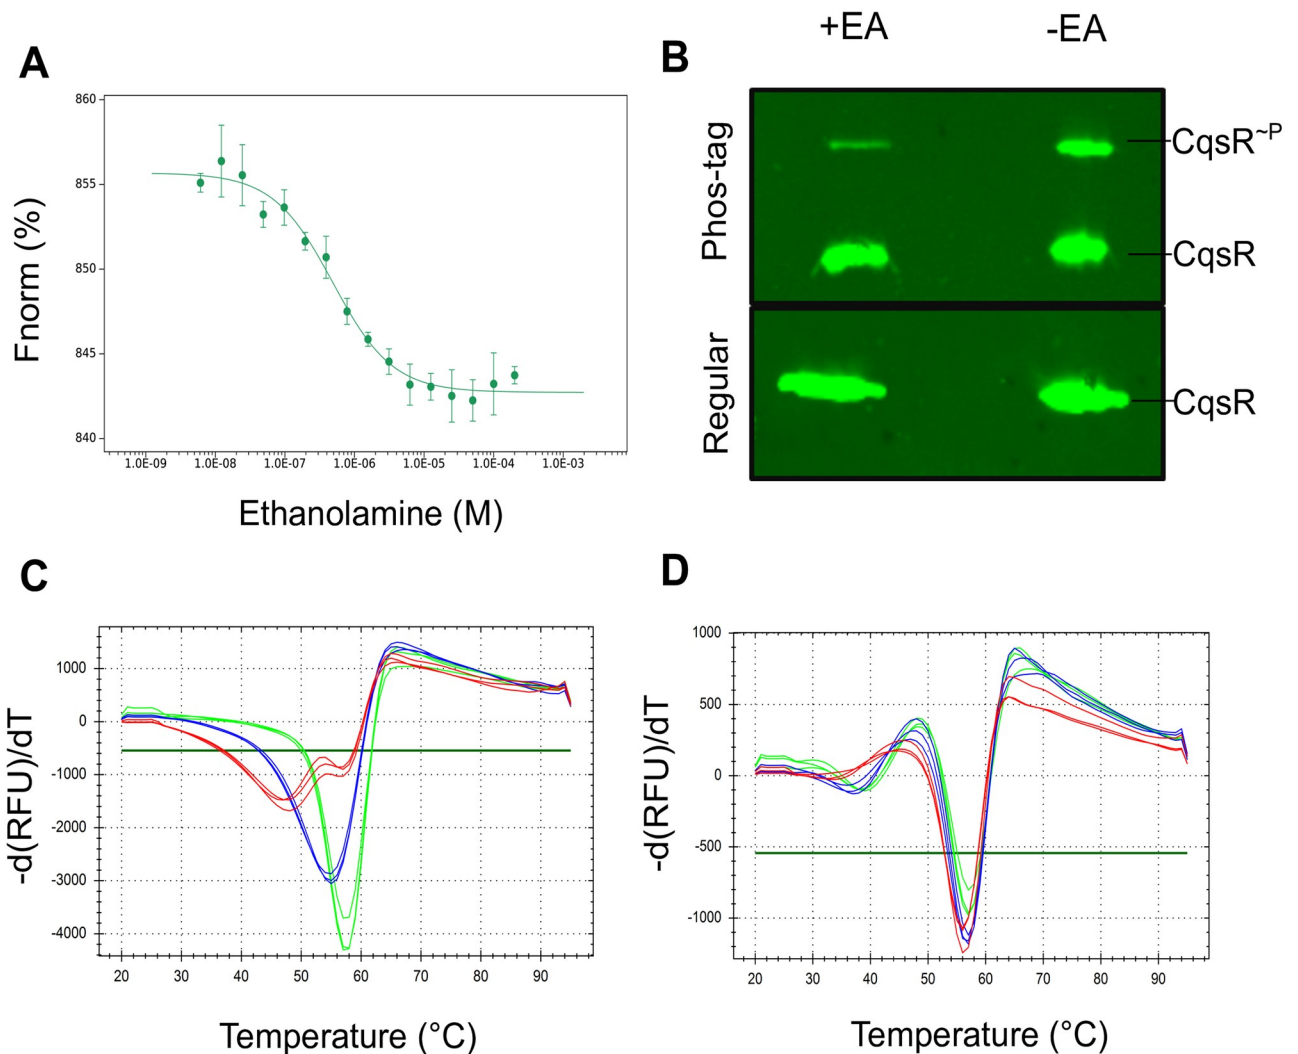 A
860
855
850
845
840
Fnorm (%)
1.0E-09 1.0E-08 1.0E-07 1.0E-06 1.0E-05 1.0E-04 1.0E-03
Ethanolamine (M)
B
+EA -EA
Phos-tag
CqsR~P
CqsR
Regular
CqsR
C
1000
0
-1000
-2000
-3000
-4000
-d(RFU)/dT
20 30 40 50 60 70 80 90
Temperature (°C)
D
1000
500
0
-500
-1000
-d(RFU)/dT
20 30 40 50 60 70 80 90
Temperature (°C)